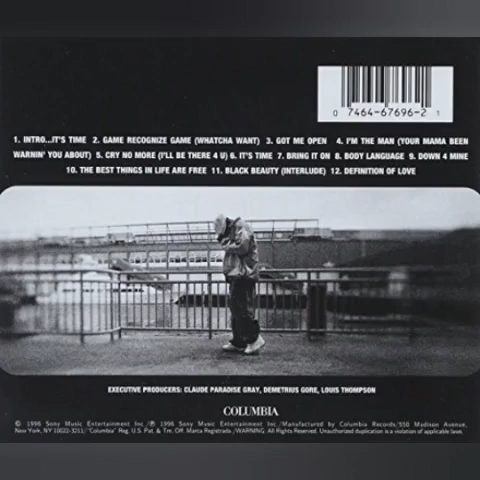 0 7464-67696-2 1
1. INTRO...IT'S TIME 2. GAME RECOGNIZE GAME (WHATCHA WANT) 3. GOT ME OPEN 4. I'M THE MAN (YOUR MAMA BEEN
WARNIN' YOU ABOUT) 5. CRY NO MORE (I'LL BE THERE 4 U) 6. IT'S TIME 7. BRING IT ON 8. BODY LANGUAGE 9. DOWN 4 MINE
10. THE BEST THINGS IN LIFE ARE FREE 11. BLACK BEAUTY (INTERLUDE) 12. DEFINITION OF LOVE
EXECUTIVE PRODUCERS: CLAUDE PARADISE GRAY, DEMETRIUS GORE, LOUIS THOMPSON
COLUMBIA
© 1996 Sony Music Entertainment Inc./℗ 1996 Sony Music Entertainment Inc./Manufactured by Columbia Records/550 Madison Avenue,
New York, NY 10022-3211/"Columbia" Reg. U.S. Pat. & Tm. Off. Marca Registrada./WARNING: All Rights Reserved. Unauthorized duplication is a violation of applicable laws.